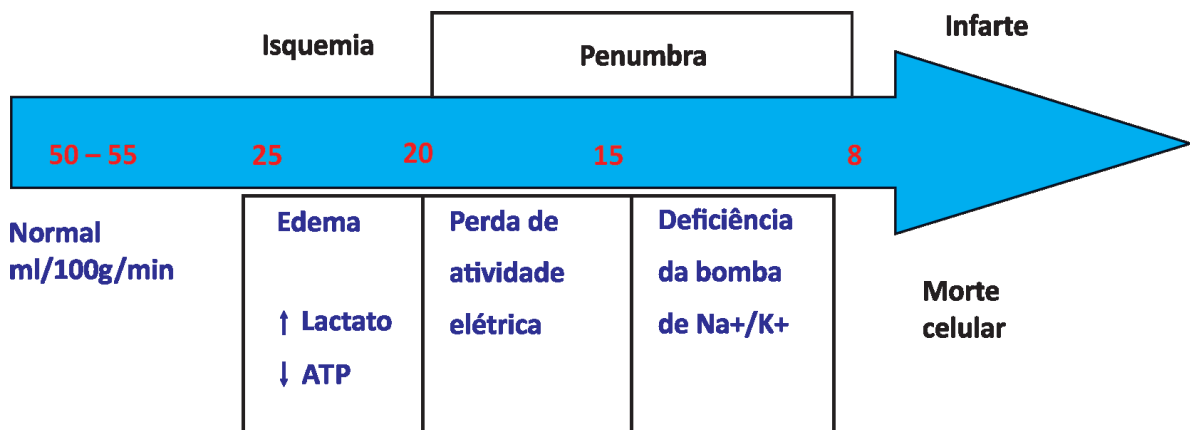 Isquemia
Penumbra
Infarte
50 – 55
25
20
15
8
Normal
ml/100g/min
Edema
↑ Lactato
↓ ATP
Perda de
atividade
elétrica
Deficiência
da bomba
de Na+/K+
Morte
celular